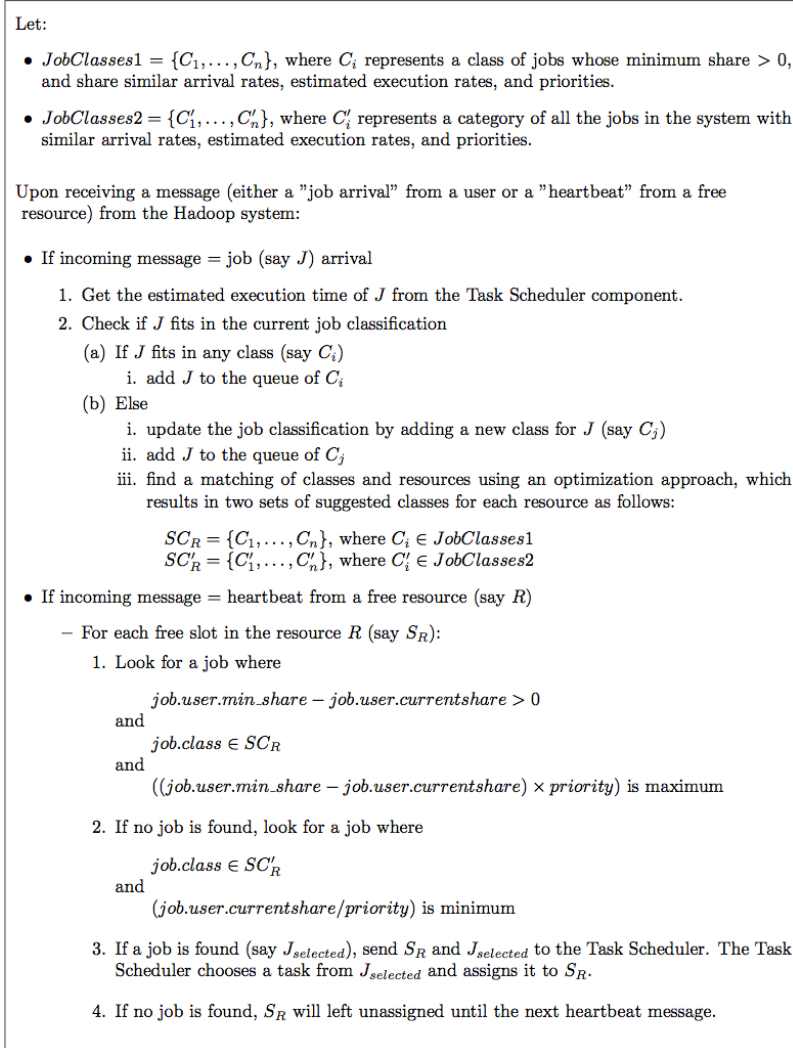 Let:
• JobClasses1 = {C₁, . . . , Cₙ}, where Cᵢ represents a class of jobs whose minimum share > 0,
and share similar arrival rates, estimated execution rates, and priorities.
• JobClasses2 = {C′₁, . . . , C′ₙ}, where C′ᵢ represents a category of all the jobs in the system with
similar arrival rates, estimated execution rates, and priorities.
Upon receiving a message (either a ”job arrival” from a user or a ”heartbeat” from a free
resource) from the Hadoop system:
• If incoming message = job (say J) arrival
1. Get the estimated execution time of J from the Task Scheduler component.
2. Check if J fits in the current job classification
(a) If J fits in any class (say Cᵢ)
i. add J to the queue of Cᵢ
(b) Else
i. update the job classification by adding a new class for J (say Cⱼ)
ii. add J to the queue of Cⱼ
iii. find a matching of classes and resources using an optimization approach, which
results in two sets of suggested classes for each resource as follows:
SC_R = {C₁, . . . , Cₙ}, where Cᵢ ∈ JobClasses1
SC′_R = {C′₁, . . . , C′ₙ}, where C′ᵢ ∈ JobClasses2
• If incoming message = heartbeat from a free resource (say R)
– For each free slot in the resource R (say S_R):
1. Look for a job where
job.user.min_share − job.user.currentshare > 0
and
job.class ∈ SC_R
and
((job.user.min_share − job.user.currentshare) × priority) is maximum
2. If no job is found, look for a job where
job.class ∈ SC′_R
and
(job.user.currentshare/priority) is minimum
3. If a job is found (say J_selected), send S_R and J_selected to the Task Scheduler. The Task
Scheduler chooses a task from J_selected and assigns it to S_R.
4. If no job is found, S_R will left unassigned until the next heartbeat message.